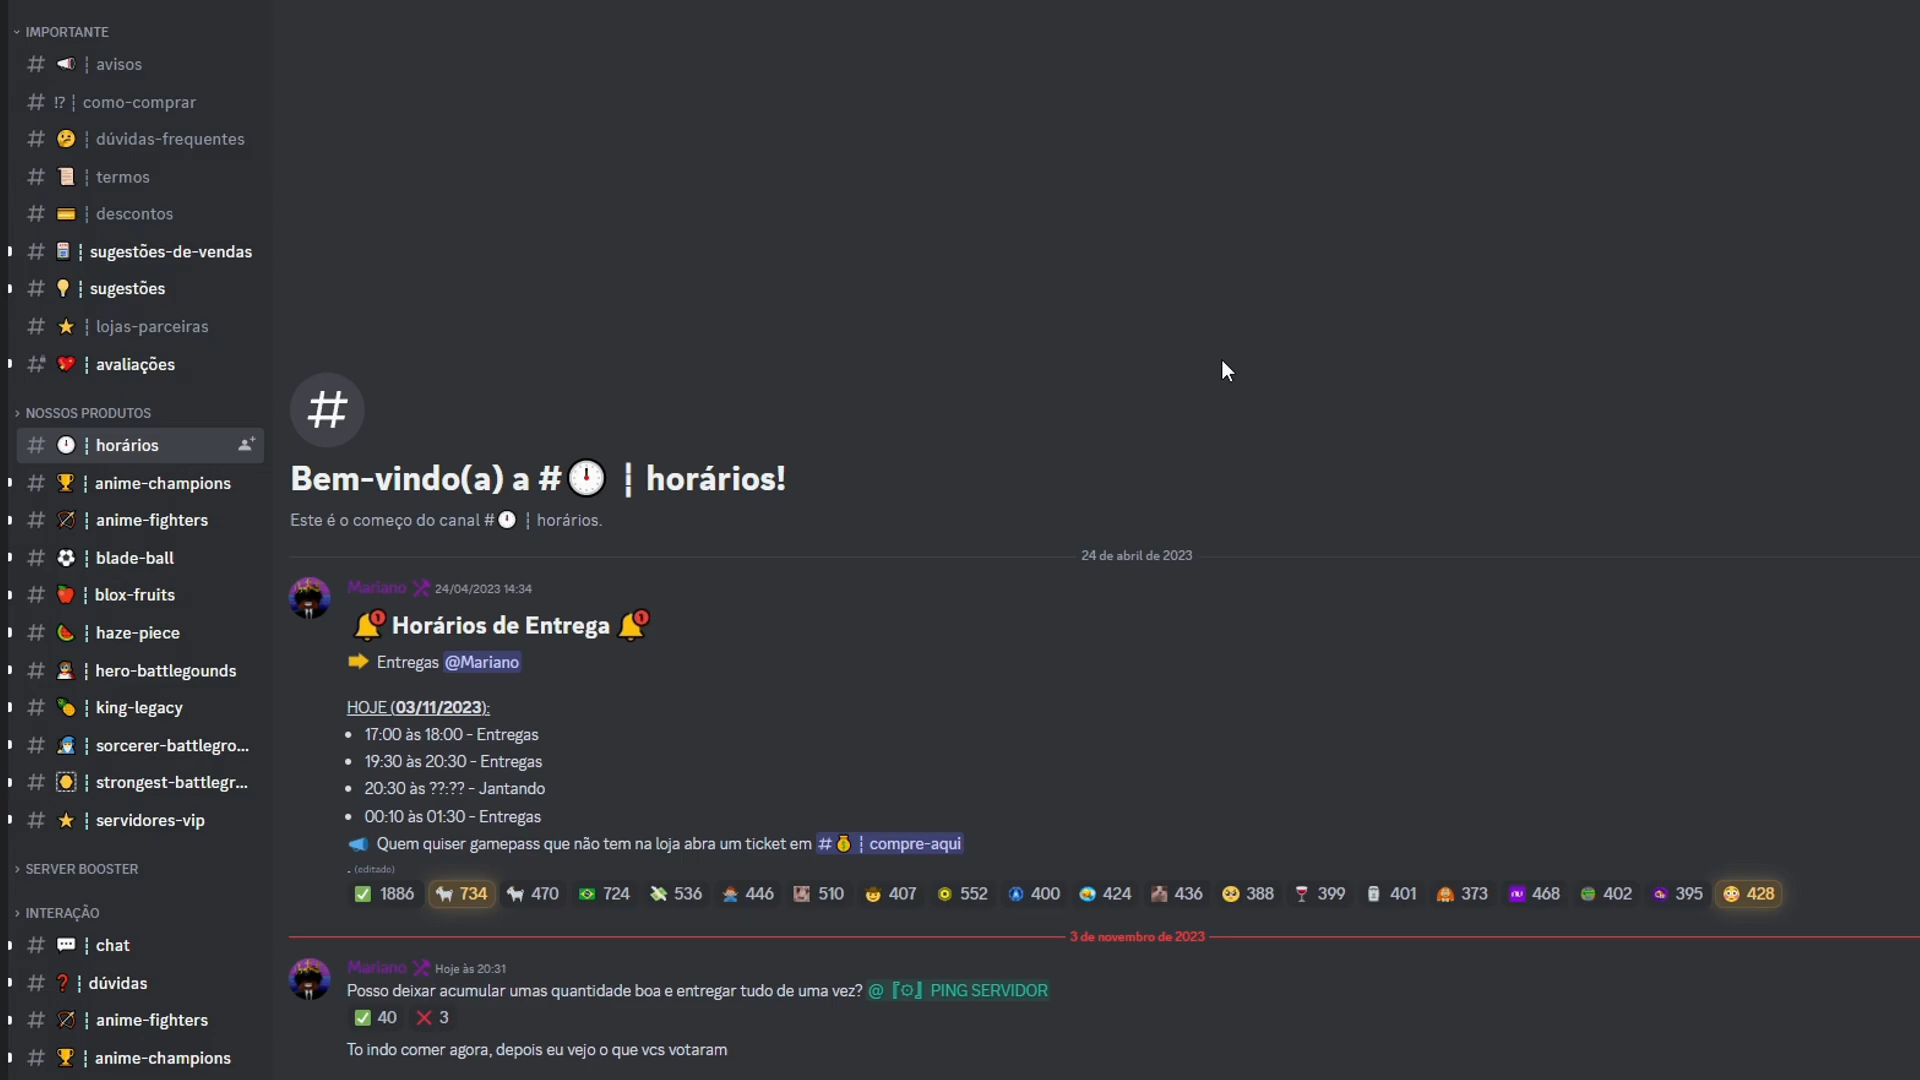 IMPORTANTE
# 📢 ┆ avisos
# ⁉ ┆ como-comprar
# 🤔 ┆ dúvidas-frequentes
# 📜 ┆ termos
# 💳 ┆ descontos
# ┆ sugestões-de-vendas
# 💡 ┆ sugestões
# ⭐ ┆ lojas-parceiras
# 💖 ┆ avaliações
NOSSOS PRODUTOS
# 🕛 ┆ horários
# 🏆 ┆ anime-champions
# 🏹 ┆ anime-fighters
# ⚽ ┆ blade-ball
# 🍎 ┆ blox-fruits
# 🍉 ┆ haze-piece
# ┆ hero-battlegounds
# 🍍 ┆ king-legacy
# ┆ sorcerer-battlegro...
# ┆ strongest-battlegr...
# ⭐ ┆ servidores-vip
SERVER BOOSTER
INTERAÇÃO
# 💬 ┆ chat
# ❓ ┆ dúvidas
# 🏹 ┆ anime-fighters
# 🏆 ┆ anime-champions
#
Bem-vindo(a) a #🕛 ┆ horários!
Este é o começo do canal #🕛 ┆ horários.
24 de abril de 2023
Mariano 24/04/2023 14:34
Horários de Entrega
Entregas @Mariano
HOJE (03/11/2023):
• 17:00 às 18:00 - Entregas
• 19:30 às 20:30 - Entregas
• 20:30 às ??:?? - Jantando
• 00:10 às 01:30 - Entregas
📣 Quem quiser gamepass que não tem na loja abra um ticket em #💰 ┆ compre-aqui
. (editado)
1886 734 470 724 536 446 510 407 552 400 424 436 388 399 401 373 468 402 395 428
3 de novembro de 2023
Mariano Hoje às 20:31
Posso deixar acumular umas quantidade boa e entregar tudo de uma vez? @『⚙』PING SERVIDOR
✅ 40 ❌ 3
To indo comer agora, depois eu vejo o que vcs votaram